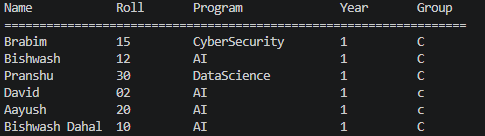 Name Roll Program Year Group
==================================================================
Brabim 15 CyberSecurity 1 C
Bishwash 12 AI 1 C
Pranshu 30 DataScience 1 C
David 02 AI 1 c
Aayush 20 AI 1 c
Bishwash Dahal 10 AI 1 C